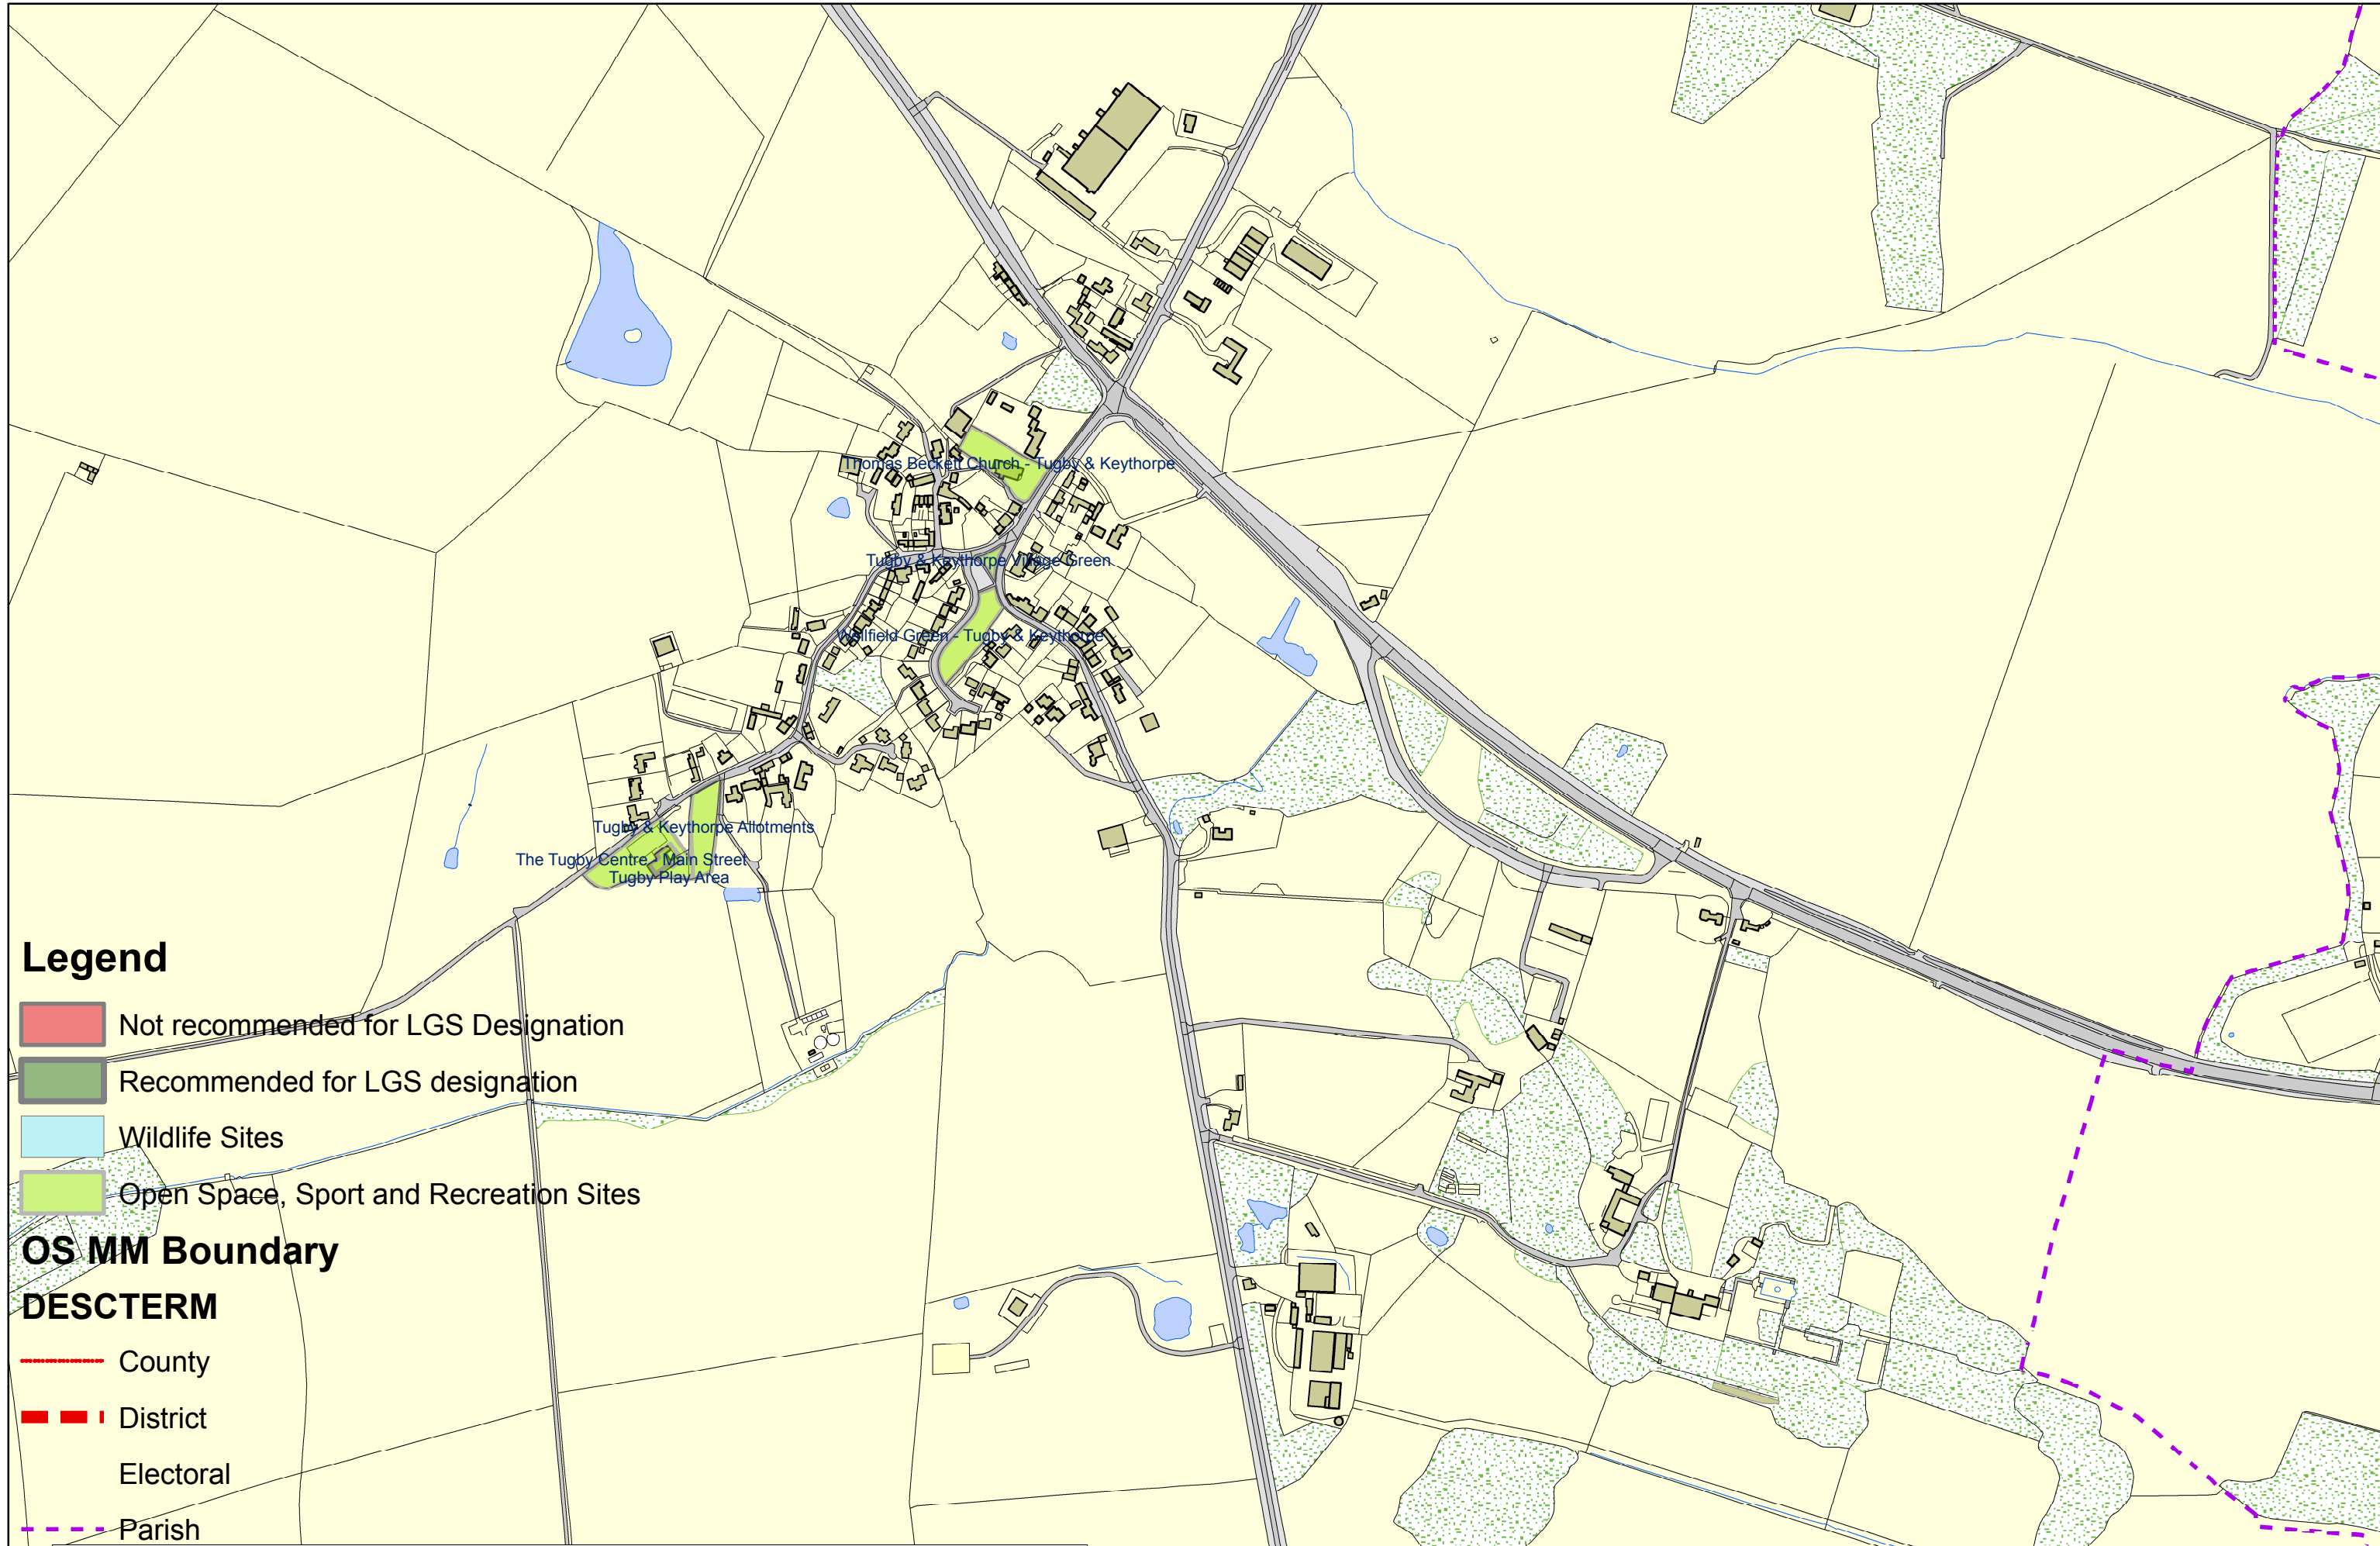 Thomas Beckett Church - Tugby & Keythorpe
Tugby & Keythorpe Village Green
Wellfield Green - Tugby & Keythorpe
Tugby & Keythorpe Allotments
The Tugby Centre - Main Street
Tugby Play Area
Legend
Not recommended for LGS Designation
Recommended for LGS designation
Wildlife Sites
Open Space, Sport and Recreation Sites
OS MM Boundary
DESCTERM
County
District
Electoral
Parish